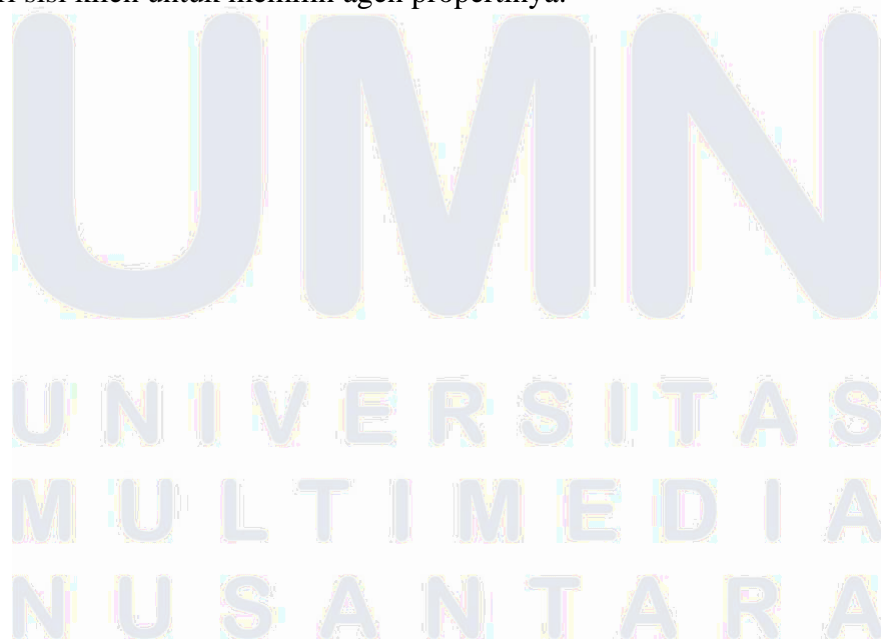 sisi klien untuk memilih agen propertinya.
UMN
UNIVERSITAS
MULTIMEDIA
NUSANTARA